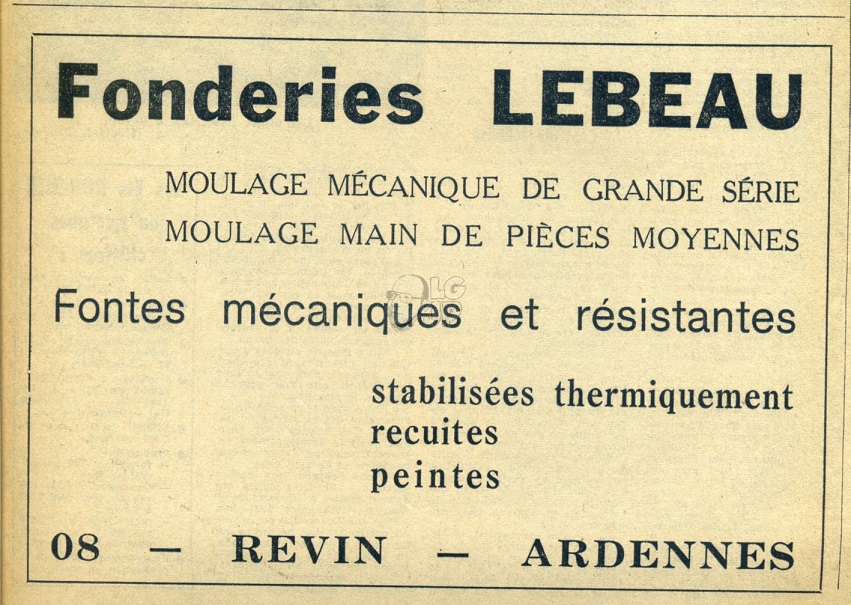 Fonderies LEBEAU
MOULAGE MÉCANIQUE DE GRANDE SÉRIE
MOULAGE MAIN DE PIÈCES MOYENNES
Fontes mécaniques et résistantes
LG
stabilisées thermiquement
recuites
peintes
08 — REVIN — ARDENNES